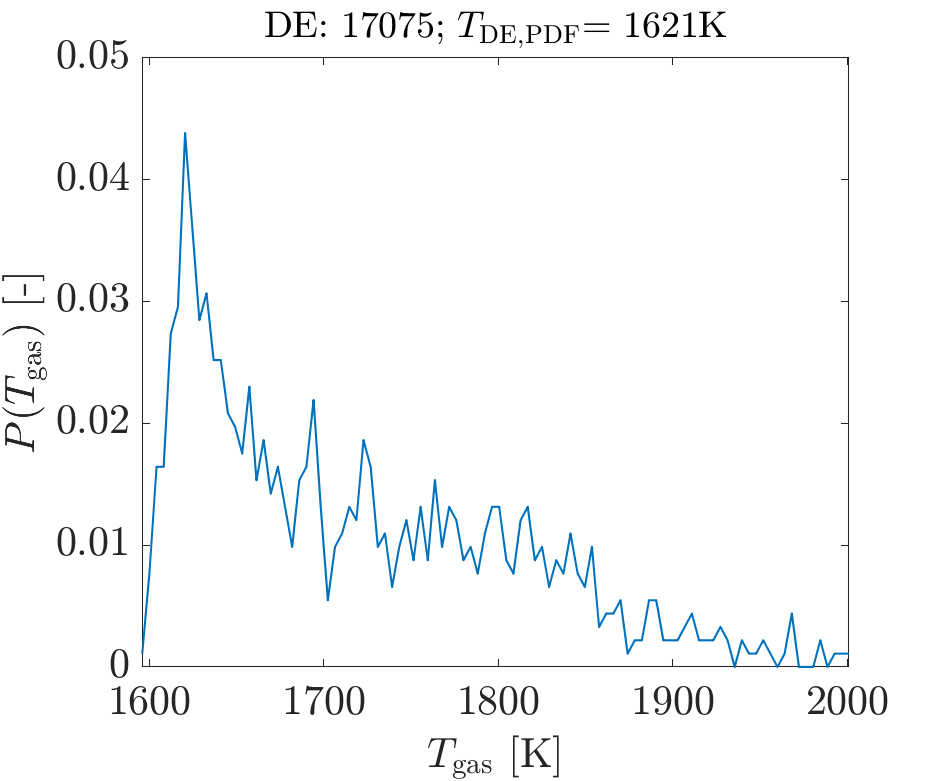 DE: 17075; T_DE,PDF= 1621K
0.05
0.04
0.03
0.02
0.01
0
P(T_gas) [-]
1600 1700 1800 1900 2000
T_gas [K]